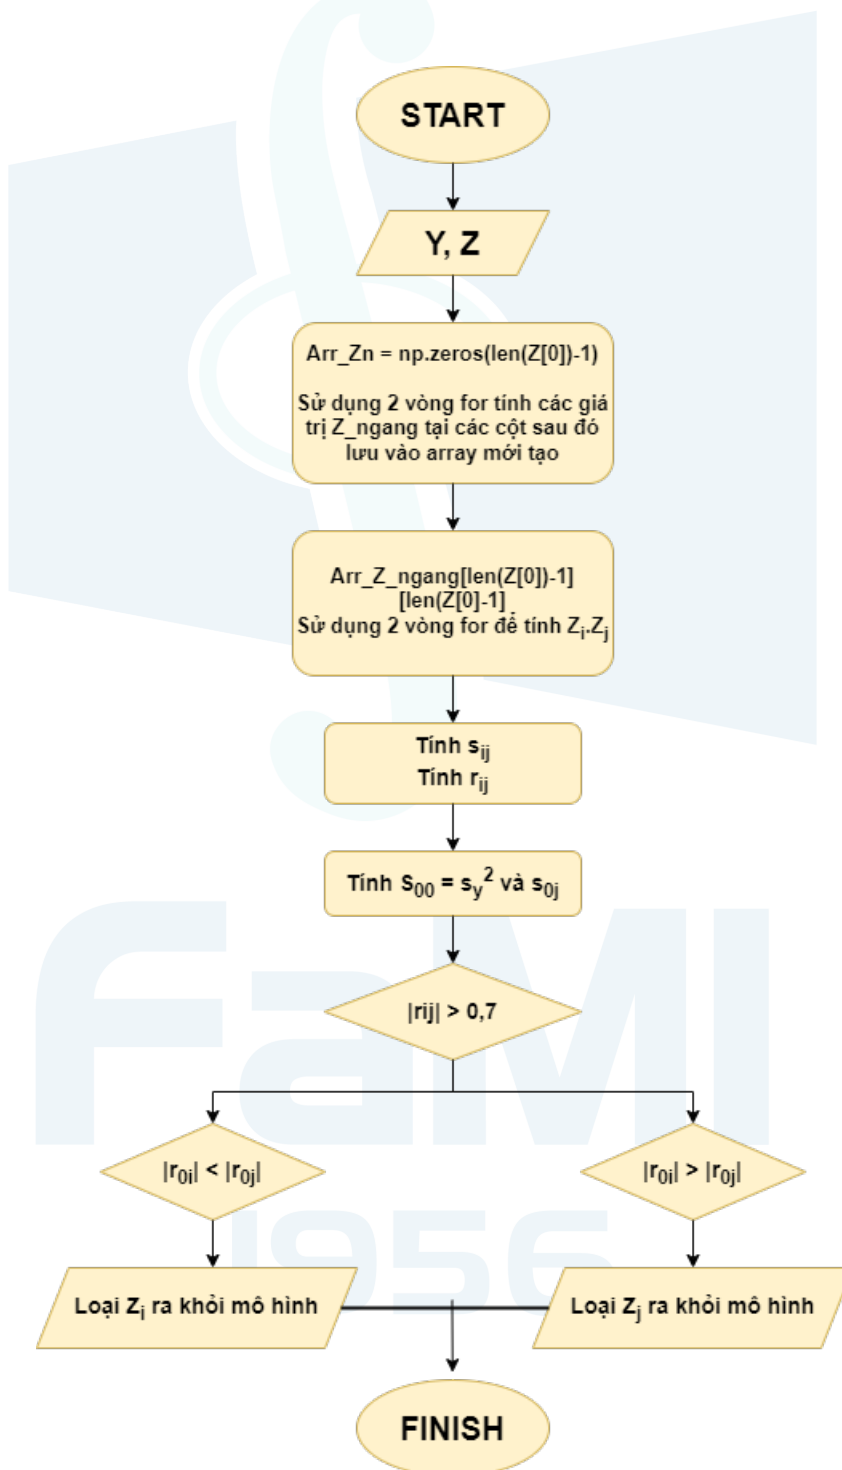 START
Y, Z
Arr_Zn = np.zeros(len(Z[0])-1)
Sử dụng 2 vòng for tính các giá
trị Z_ngang tại các cột sau đó
lưu vào array mới tạo
Arr_Z_ngang[len(Z[0])-1]
[len(Z[0]-1]
Sử dụng 2 vòng for để tính Zᵢ.Zⱼ
Tính sᵢⱼ
Tính rᵢⱼ
Tính S₀₀ = s_y² và s₀ⱼ
|rij| > 0,7
|r₀ᵢ| < |r₀ⱼ|
|r₀ᵢ| > |r₀ⱼ|
Loại Zᵢ ra khỏi mô hình
Loại Zⱼ ra khỏi mô hình
FINISH
FaMI
1956